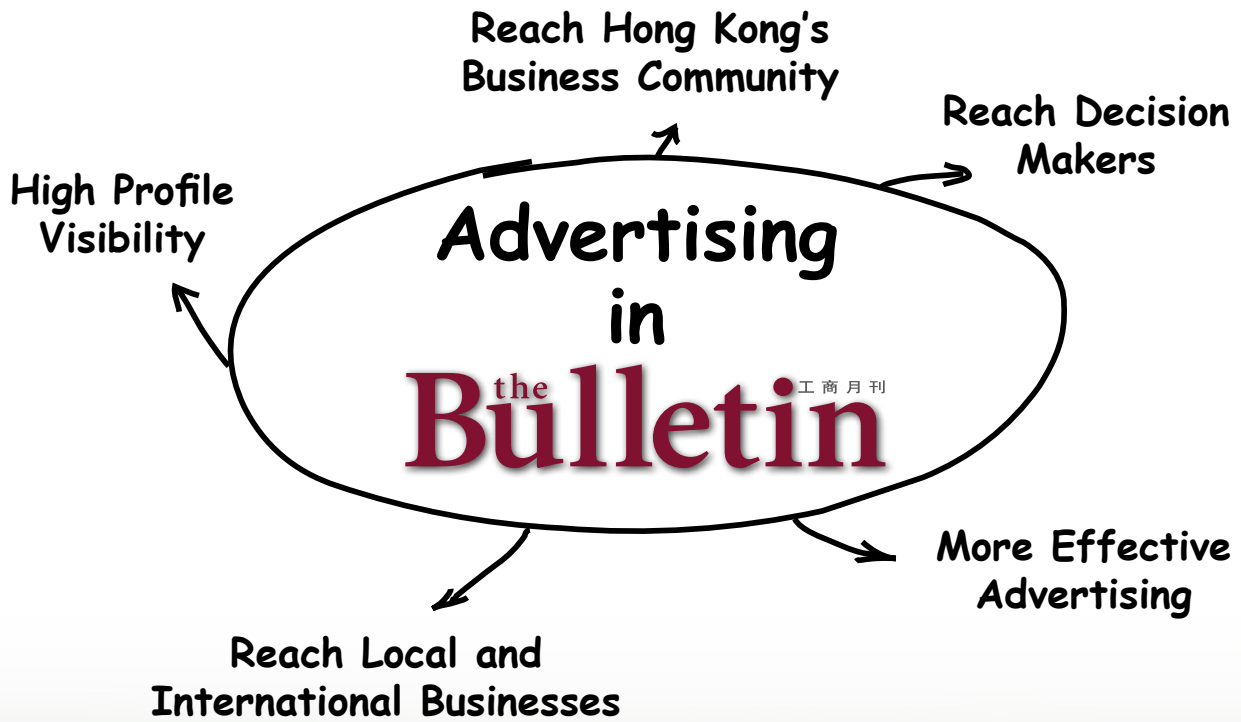 Reach Hong Kong's
Business Community
Reach Decision
Makers
High Profile
Visibility
Advertising
in
the Bulletin
工商月刊
More Effective
Advertising
Reach Local and
International Businesses